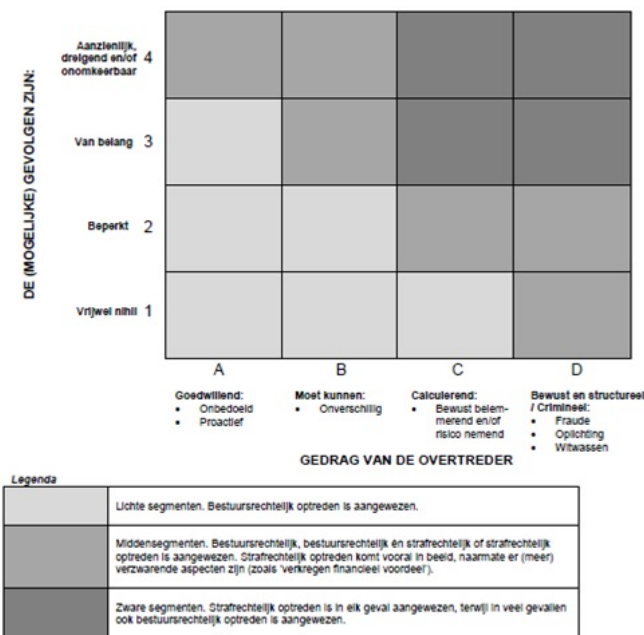 DE (MOGELIJKE) GEVOLGEN ZIJN:
Aanzienlijk,
dreigend en/of
onomkeerbaar
4
Van belang 3
Beperkt 2
Vrijwel nihil 1
A B C D
Goedwillend:
• Onbedoeld
• Proactief
Moet kunnen:
• Onverschillig
Calculerend:
• Bewust belem-
merend en/of
risico nemend
Bewust en structureel
/ Crimineel:
• Fraude
• Oplichting
• Witwassen
GEDRAG VAN DE OVERTREDER
Legenda
Lichte segmenten. Bestuursrechtelijk optreden is aangewezen.
Middensegmenten. Bestuursrechtelijk, bestuursrechtelijk én strafrechtelijk of strafrechtelijk
optreden is aangewezen. Strafrechtelijk optreden komt vooral in beeld, naarmate er (meer)
verzwarende aspecten zijn (zoals 'verkregen financieel voordeel').
Zware segmenten. Strafrechtelijk optreden is in elk geval aangewezen, terwijl in veel gevallen
ook bestuursrechtelijk optreden is aangewezen.